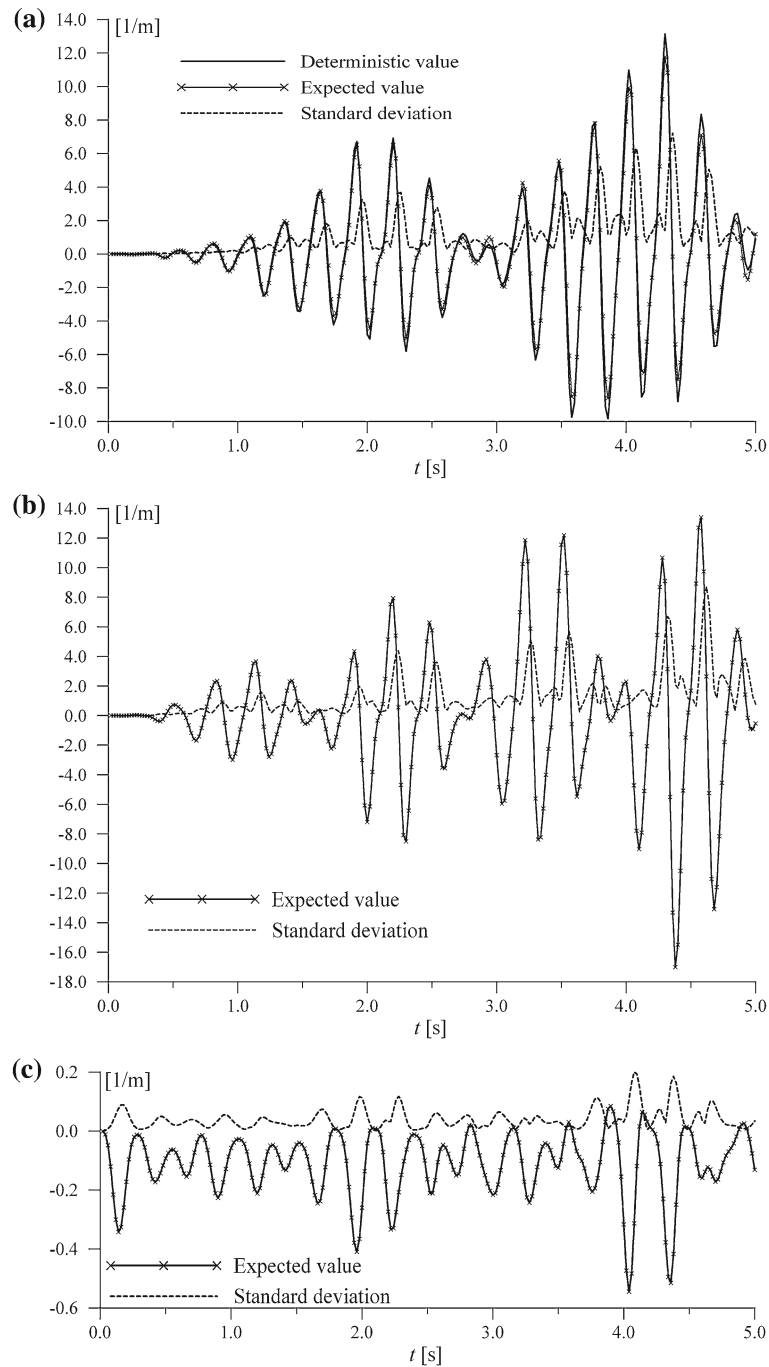 (a)
[1/m]
14.0
12.0
10.0
8.0
6.0
4.0
2.0
0.0
-2.0
-4.0
-6.0
-8.0
-10.0
Deterministic value
Expected value
Standard deviation
0.0 1.0 2.0 3.0 4.0 5.0
t [s]
(b)
[1/m]
14.0
12.0
10.0
8.0
6.0
4.0
2.0
0.0
-2.0
-4.0
-6.0
-8.0
-10.0
-12.0
-14.0
-16.0
-18.0
Expected value
Standard deviation
0.0 1.0 2.0 3.0 4.0 5.0
t [s]
(c)
[1/m]
0.2
0.0
-0.2
-0.4
-0.6
Expected value
Standard deviation
0.0 1.0 2.0 3.0 4.0 5.0
t [s]